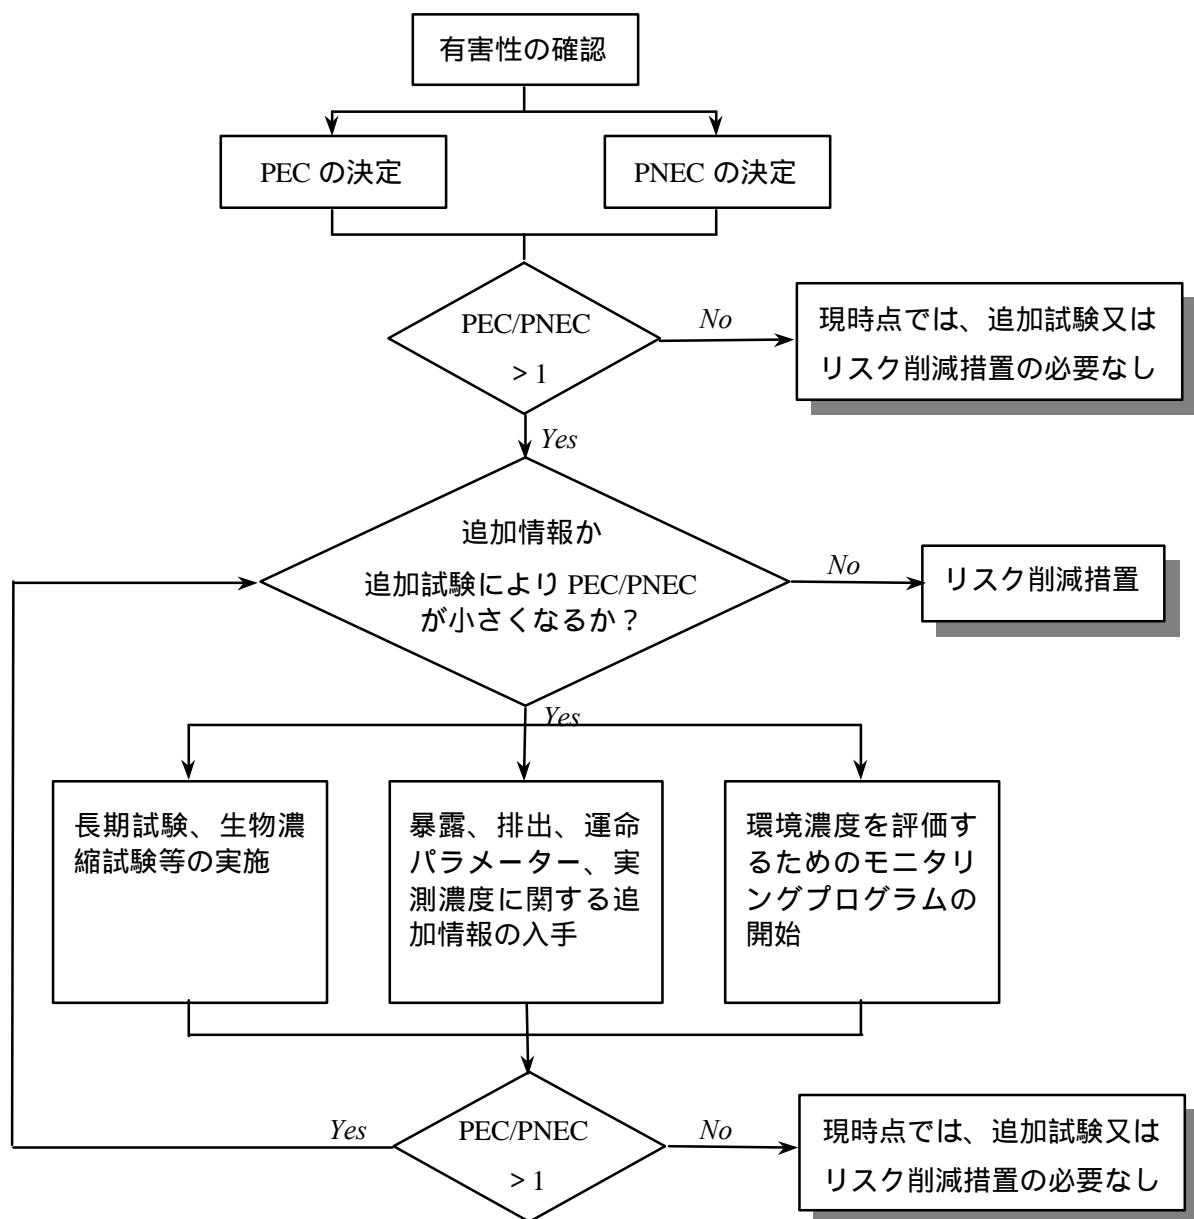 有害性の確認
PEC の決定
PNEC の決定
PEC/PNEC
> 1
No
現時点では、追加試験又は
リスク削減措置の必要なし
Yes
追加情報か
追加試験により PEC/PNEC
が小さくなるか？
No
リスク削減措置
Yes
長期試験、生物濃
縮試験等の実施
暴露、排出、運命
パラメーター、実
測濃度に関する追
加情報の入手
環境濃度を評価す
るためのモニタリ
ングプログラムの
開始
Yes
PEC/PNEC
> 1
No
現時点では、追加試験又は
リスク削減措置の必要なし